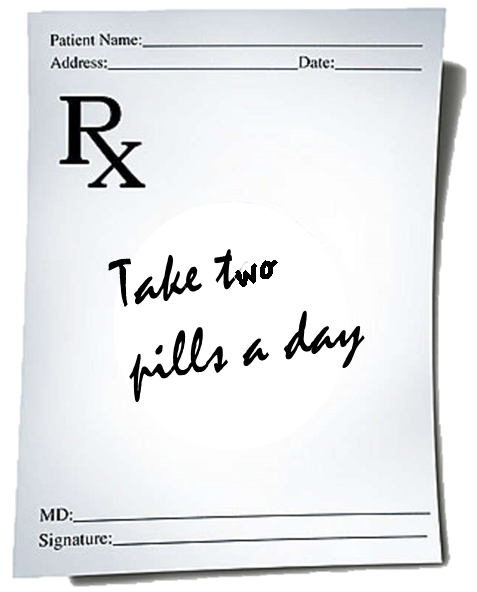 Patient Name:
Address: Date:
Rx
Take two
pills a day
MD:
Signature: